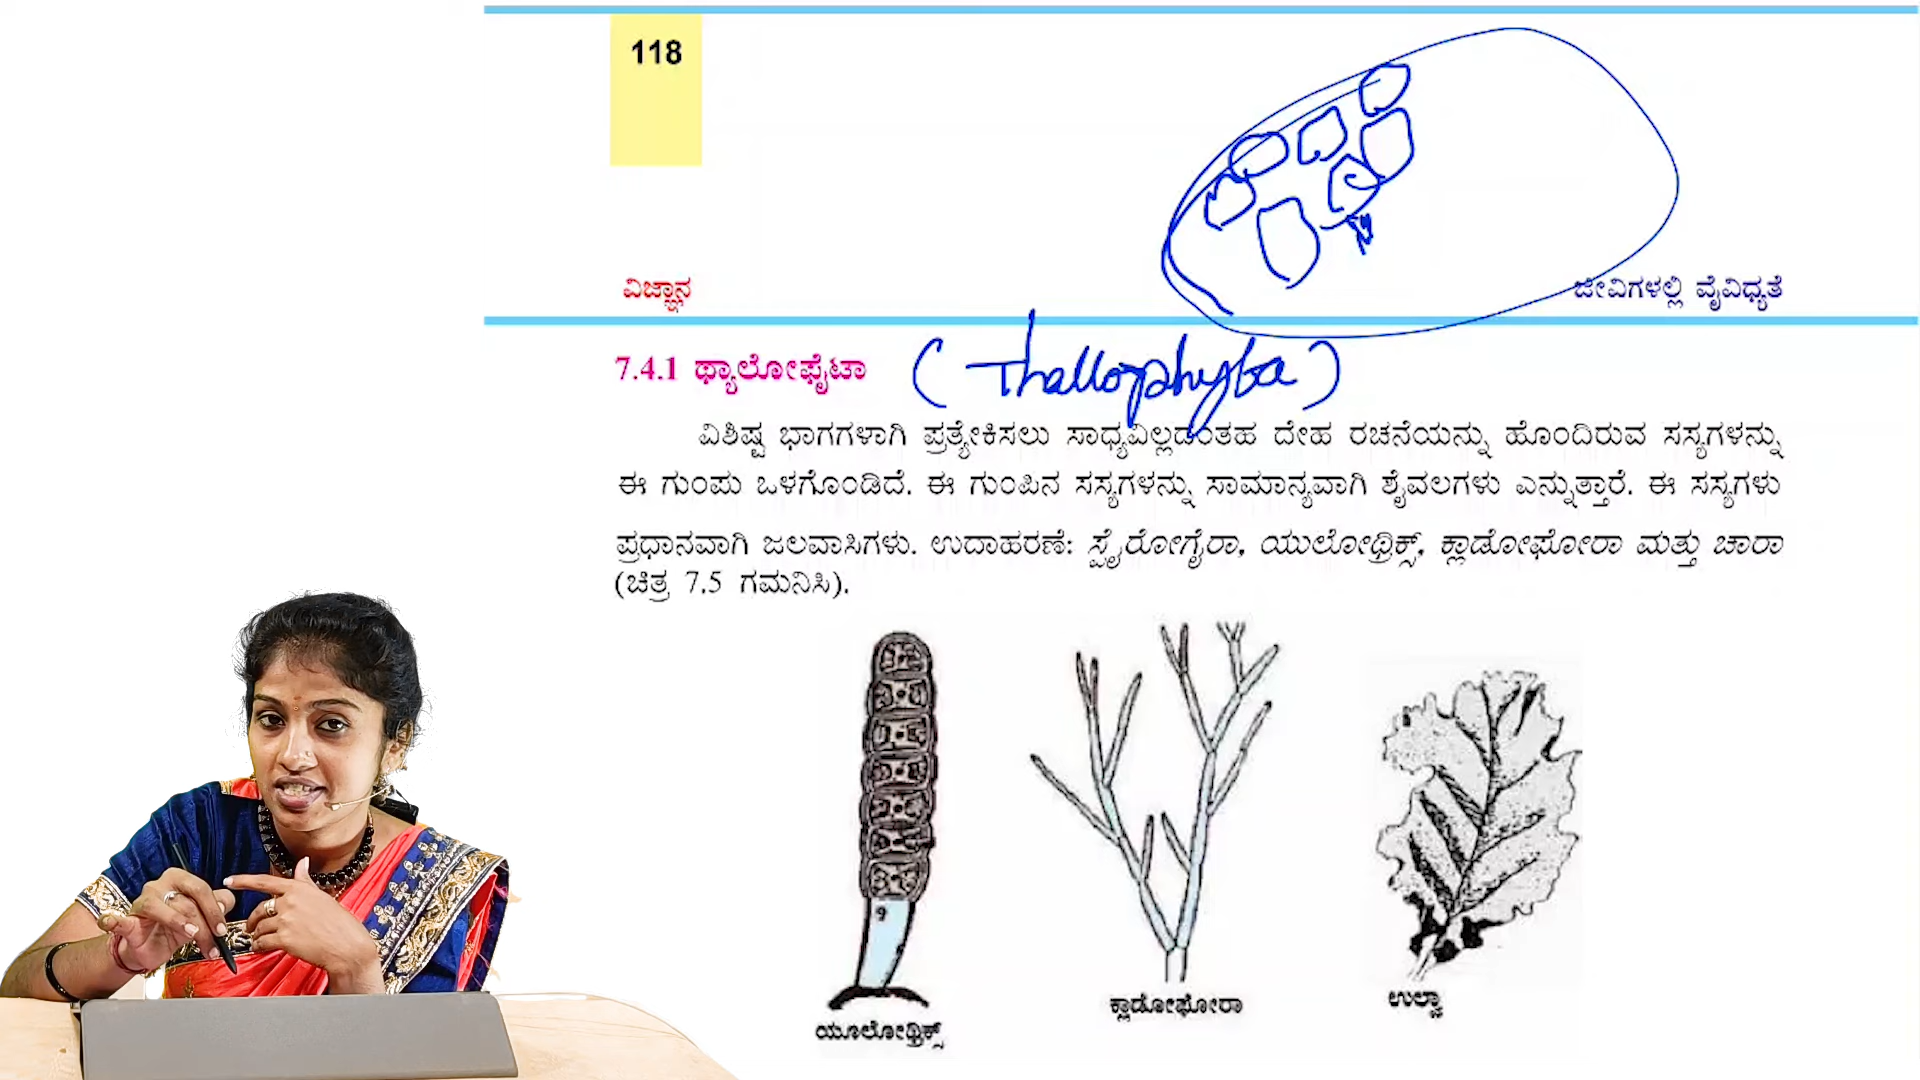 118
ವಿಜ್ಞಾನ
ಜೀವಿಗಳಲ್ಲಿ ವೈವಿಧ್ಯತೆ
7.4.1 ಥ್ಯಾಲೋಫೈಟಾ (Thallophyta)
ವಿಶಿಷ್ಟ ಭಾಗಗಳಾಗಿ ಪ್ರತ್ಯೇಕಿಸಲು ಸಾಧ್ಯವಿಲ್ಲದಂತಹ ದೇಹ ರಚನೆಯನ್ನು ಹೊಂದಿರುವ ಸಸ್ಯಗಳನ್ನು
ಈ ಗುಂಪು ಒಳಗೊಂಡಿದೆ. ಈ ಗುಂಪಿನ ಸಸ್ಯಗಳನ್ನು ಸಾಮಾನ್ಯವಾಗಿ ಶೈವಲಗಳು ಎನ್ನುತ್ತಾರೆ. ಈ ಸಸ್ಯಗಳು
ಪ್ರಧಾನವಾಗಿ ಜಲವಾಸಿಗಳು. ಉದಾಹರಣೆ: ಸ್ಪೈರೋಗೈರಾ, ಯುಲೋಥ್ರಿಕ್ಸ್, ಕ್ಲಾಡೋಫೋರಾ ಮತ್ತು ಚಾರಾ
(ಚಿತ್ರ 7.5 ಗಮನಿಸಿ).
ಯೂಲೋಥ್ರಿಕ್ಸ್
ಕ್ಲಾಡೋಫೋರಾ
ಉಲ್ವಾ